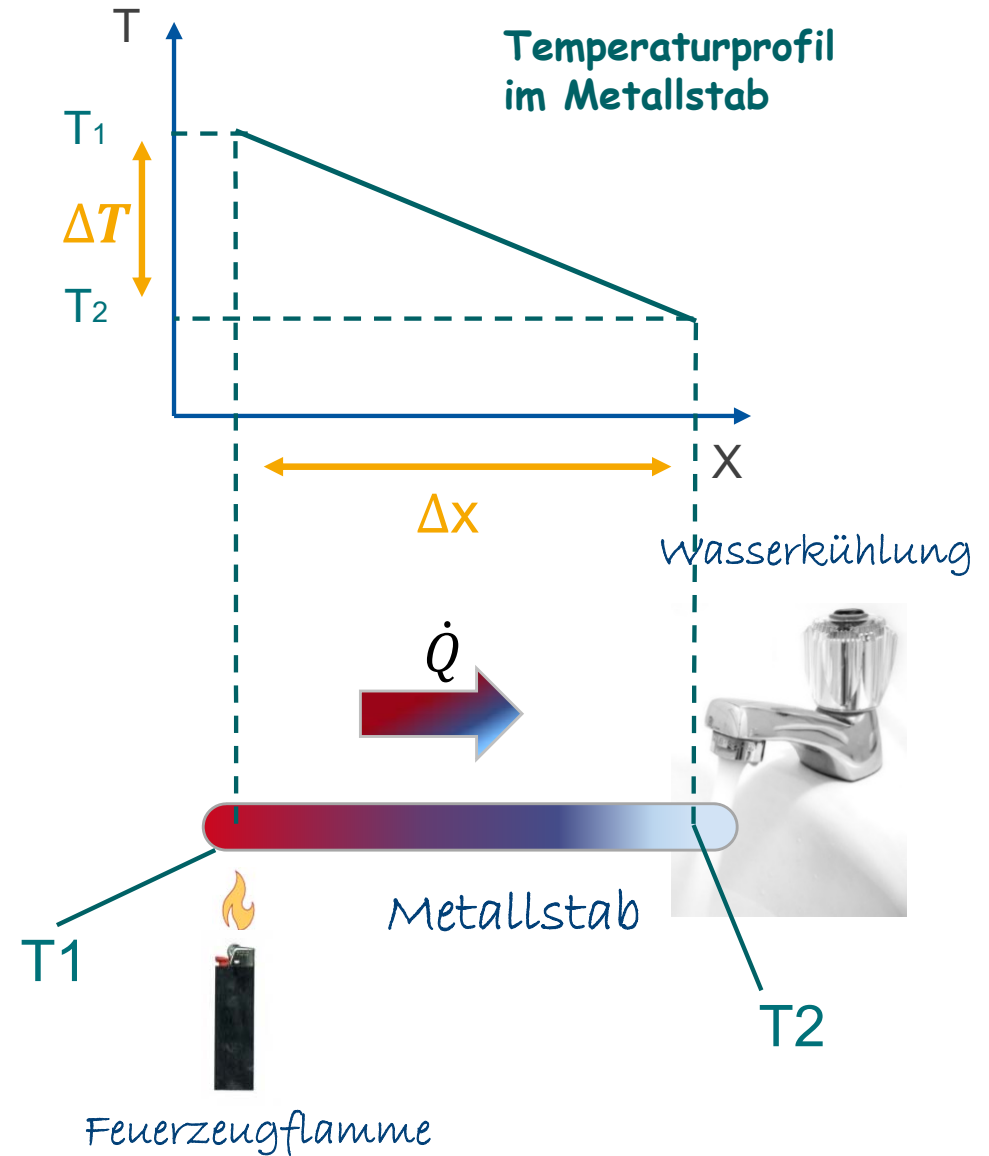 T
Temperaturprofil
im Metallstab
T1
ΔT
T2
X
Δx
Wasserkühlung
Q̇
Metallstab
T1
T2
Feuerzeugflamme